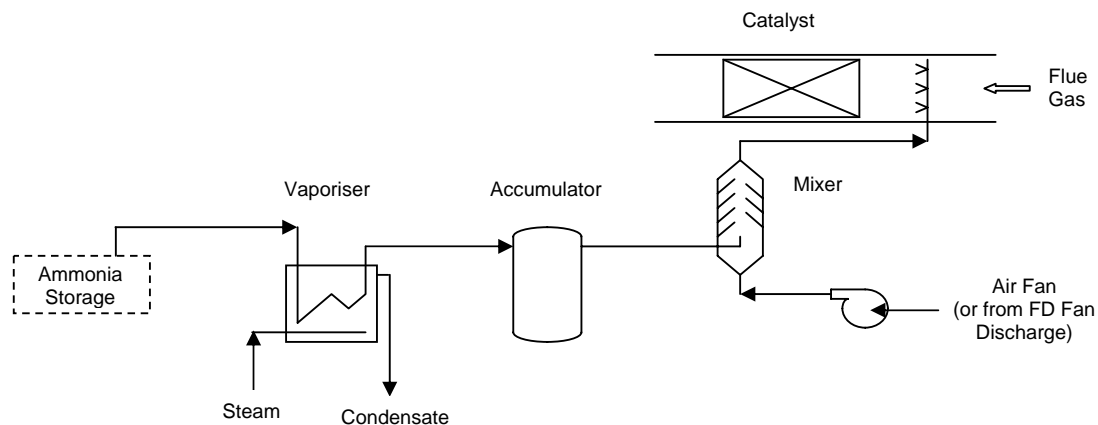 Catalyst
Flue
Gas
Vaporiser
Accumulator
Mixer
Ammonia
Storage
Air Fan
(or from FD Fan
Discharge)
Steam
Condensate